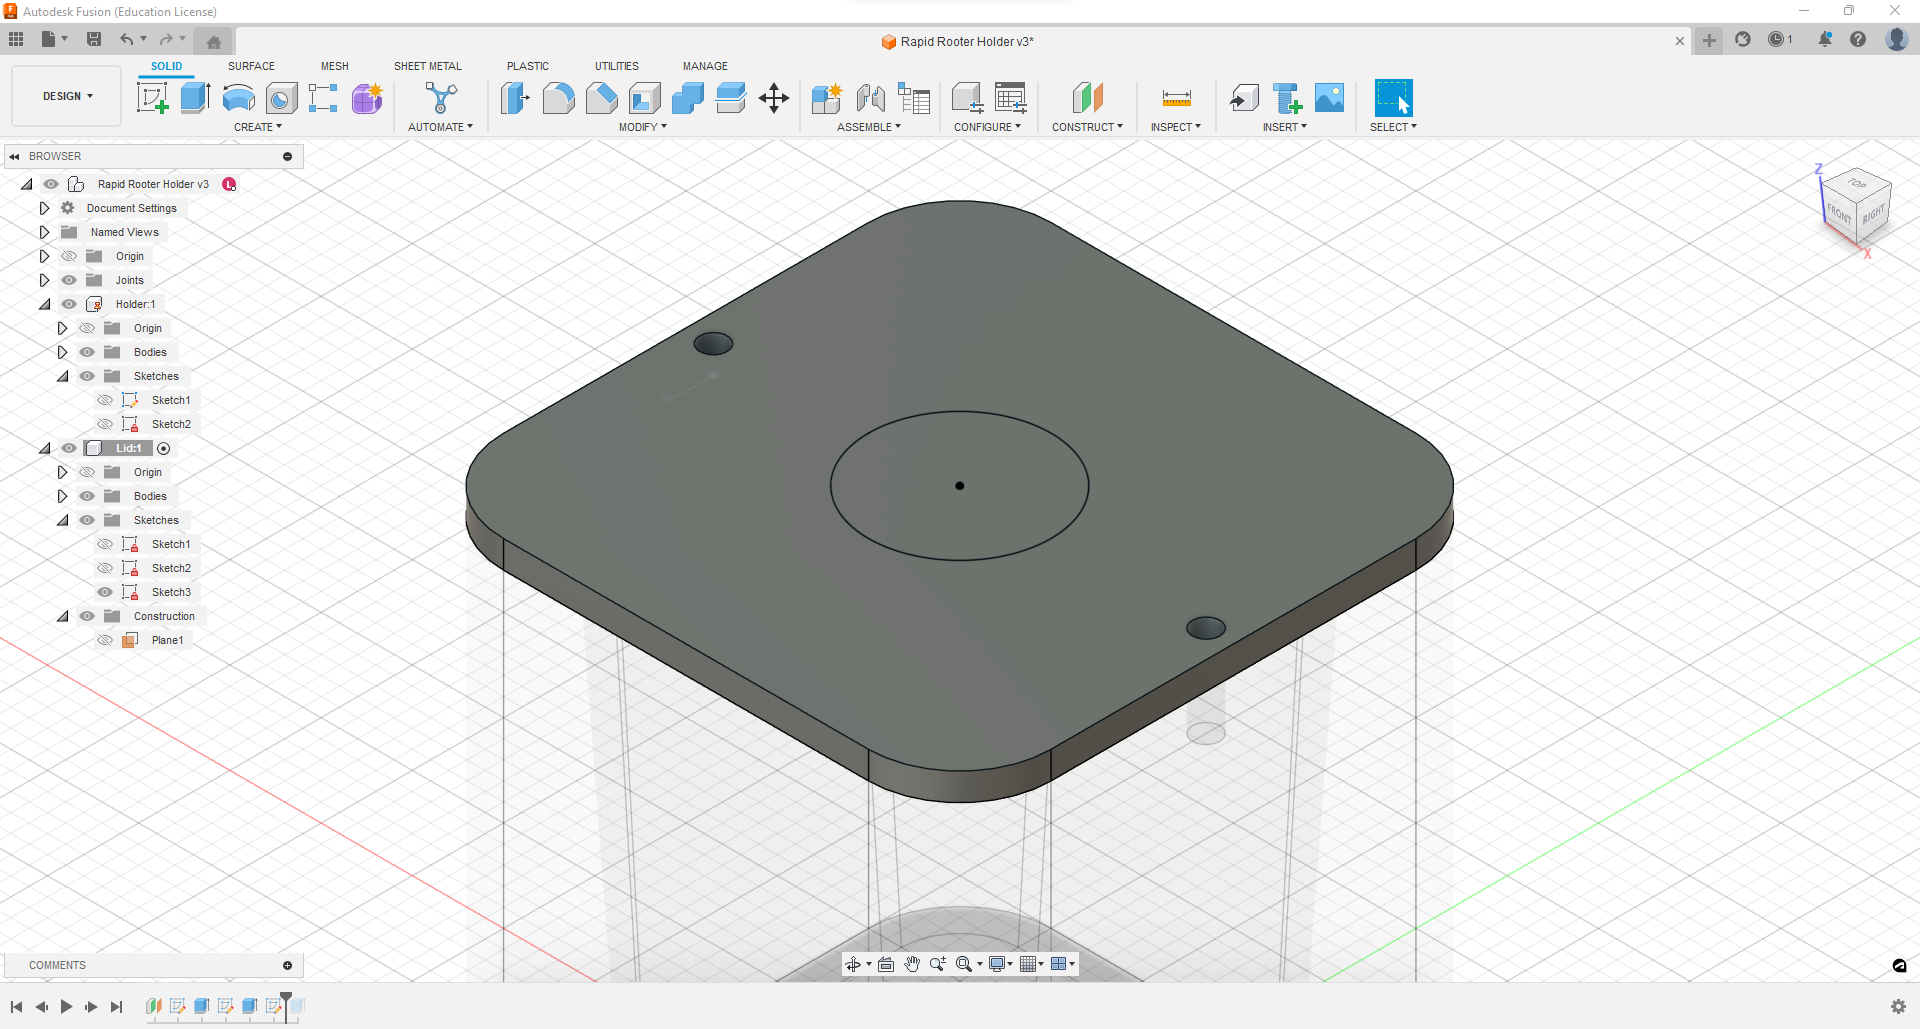 Autodesk Fusion (Education License)
Rapid Rooter Holder v3*
1
SOLID SURFACE MESH SHEET METAL PLASTIC UTILITIES MANAGE
DESIGN
CREATE AUTOMATE MODIFY ASSEMBLE CONFIGURE CONSTRUCT INSPECT INSERT SELECT
BROWSER
Rapid Rooter Holder v3
Document Settings
Named Views
Origin
Joints
Holder:1
Origin
Bodies
Sketches
Sketch1
Sketch2
Lid:1
Origin
Bodies
Sketches
Sketch1
Sketch2
Sketch3
Construction
Plane1
Z
TOP
FRONT RIGHT
X
COMMENTS